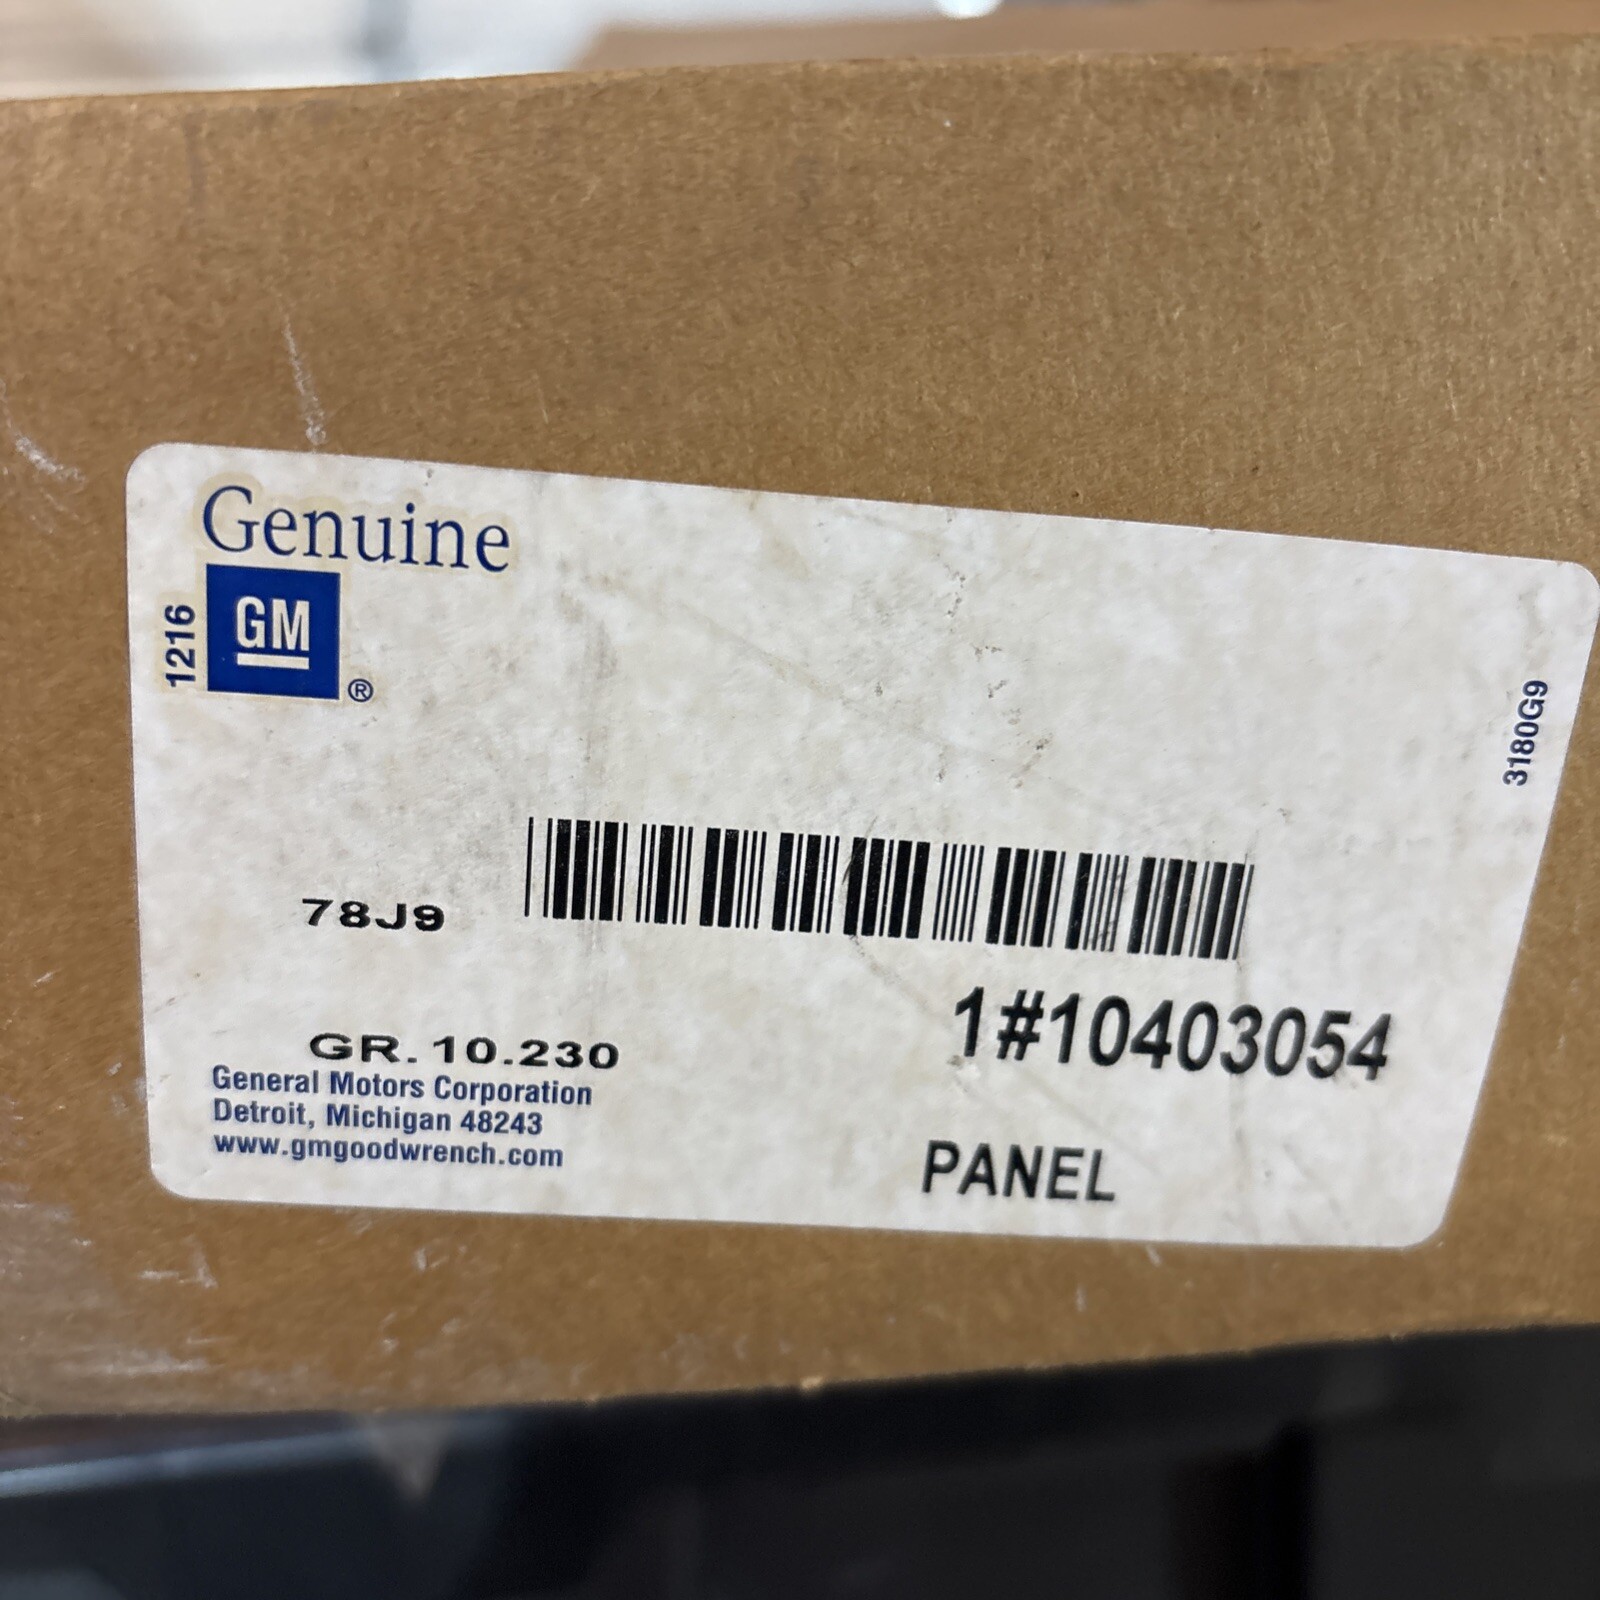 Genuine
1216
GM
®
3180G9
78J9
1#10403054
GR. 10.230
General Motors Corporation
Detroit, Michigan 48243
www.gmgoodwrench.com
PANEL